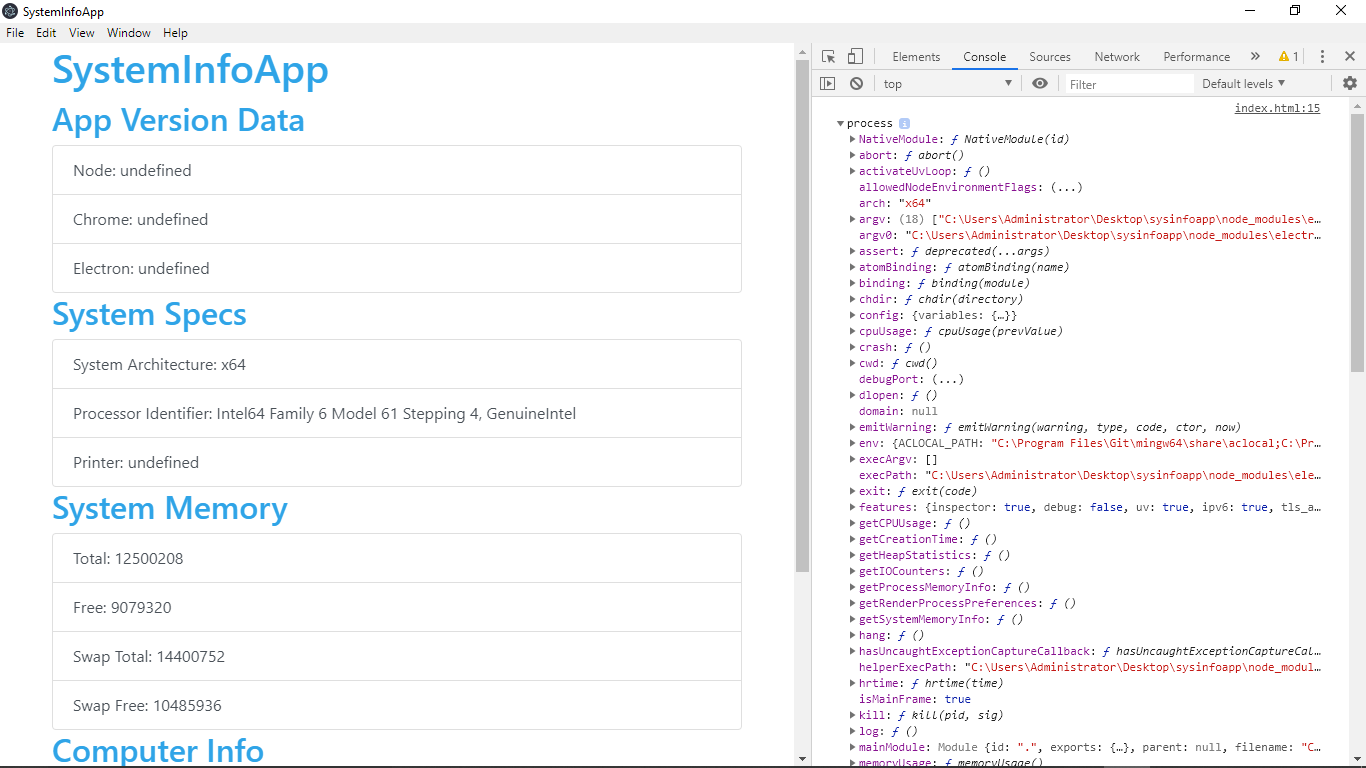 SystemInfoApp
File Edit View Window Help
SystemInfoApp
App Version Data
Node: undefined
Chrome: undefined
Electron: undefined
System Specs
System Architecture: x64
Processor Identifier: Intel64 Family 6 Model 61 Stepping 4, GenuineIntel
Printer: undefined
System Memory
Total: 12500208
Free: 9079320
Swap Total: 14400752
Swap Free: 10485936
Computer Info
Elements Console Sources Network Performance » 1
top Filter Default levels
index.html:15
process i
NativeModule: ƒ NativeModule(id)
abort: ƒ abort()
activateUvLoop: ƒ ()
allowedNodeEnvironmentFlags: (...)
arch: "x64"
argv: (18) ["C:\Users\Administrator\Desktop\sysinfoapp\node_modules\e…
argv0: "C:\Users\Administrator\Desktop\sysinfoapp\node_modules\electr…
assert: ƒ deprecated(...args)
atomBinding: ƒ atomBinding(name)
binding: ƒ binding(module)
chdir: ƒ chdir(directory)
config: {variables: {…}}
cpuUsage: ƒ cpuUsage(prevValue)
crash: ƒ ()
cwd: ƒ cwd()
debugPort: (...)
dlopen: ƒ ()
domain: null
emitWarning: ƒ emitWarning(warning, type, code, ctor, now)
env: {ACLOCAL_PATH: "C:\Program Files\Git\mingw64\share\aclocal;C:\Pr…
execArgv: []
execPath: "C:\Users\Administrator\Desktop\sysinfoapp\node_modules\ele…
exit: ƒ exit(code)
features: {inspector: true, debug: false, uv: true, ipv6: true, tls_a…
getCPUUsage: ƒ ()
getCreationTime: ƒ ()
getHeapStatistics: ƒ ()
getIOCounters: ƒ ()
getProcessMemoryInfo: ƒ ()
getRenderProcessPreferences: ƒ ()
getSystemMemoryInfo: ƒ ()
hang: ƒ ()
hasUncaughtExceptionCaptureCallback: ƒ hasUncaughtExceptionCaptureCal…
helperExecPath: "C:\Users\Administrator\Desktop\sysinfoapp\node_modul…
hrtime: ƒ hrtime(time)
isMainFrame: true
kill: ƒ kill(pid, sig)
log: ƒ ()
mainModule: Module {id: ".", exports: {…}, parent: null, filename: "C…
memoryUsage: ƒ memoryUsage()